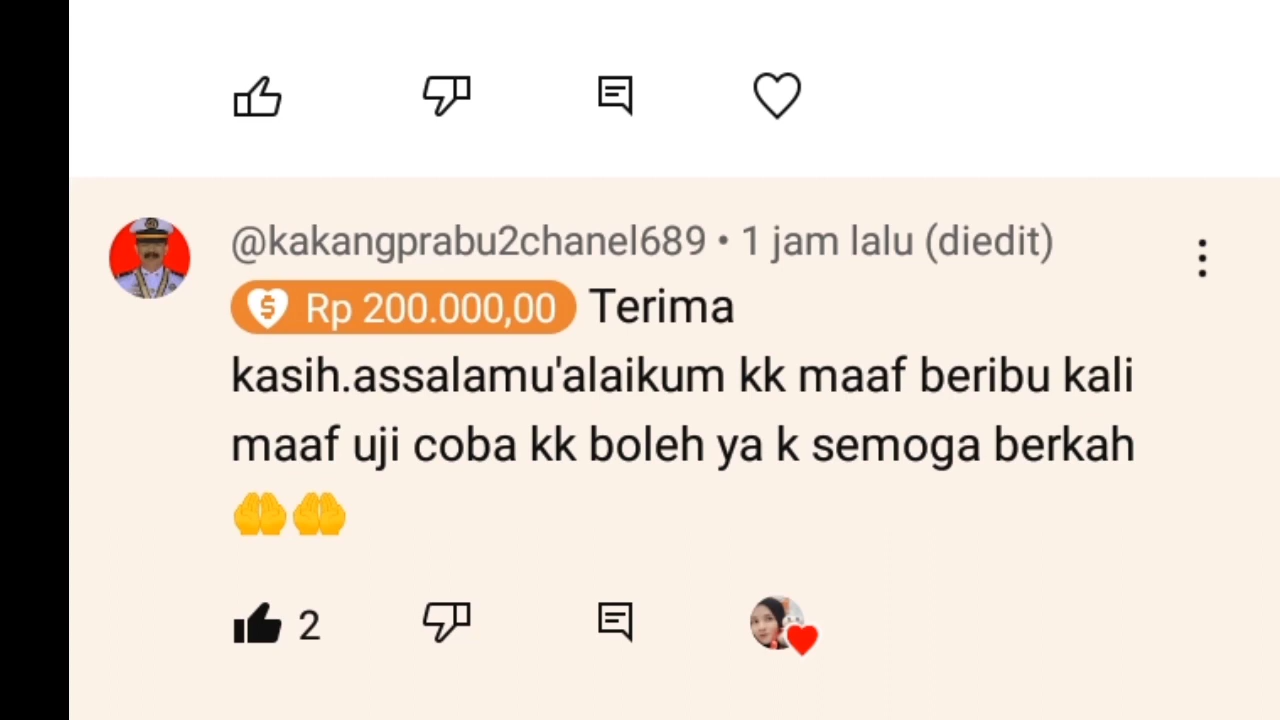 @kakangprabu2chanel689 • 1 jam lalu (diedit)
Rp 200.000,00 Terima
kasih.assalamu'alaikum kk maaf beribu kali
maaf uji coba kk boleh ya k semoga berkah
🤲🤲
2